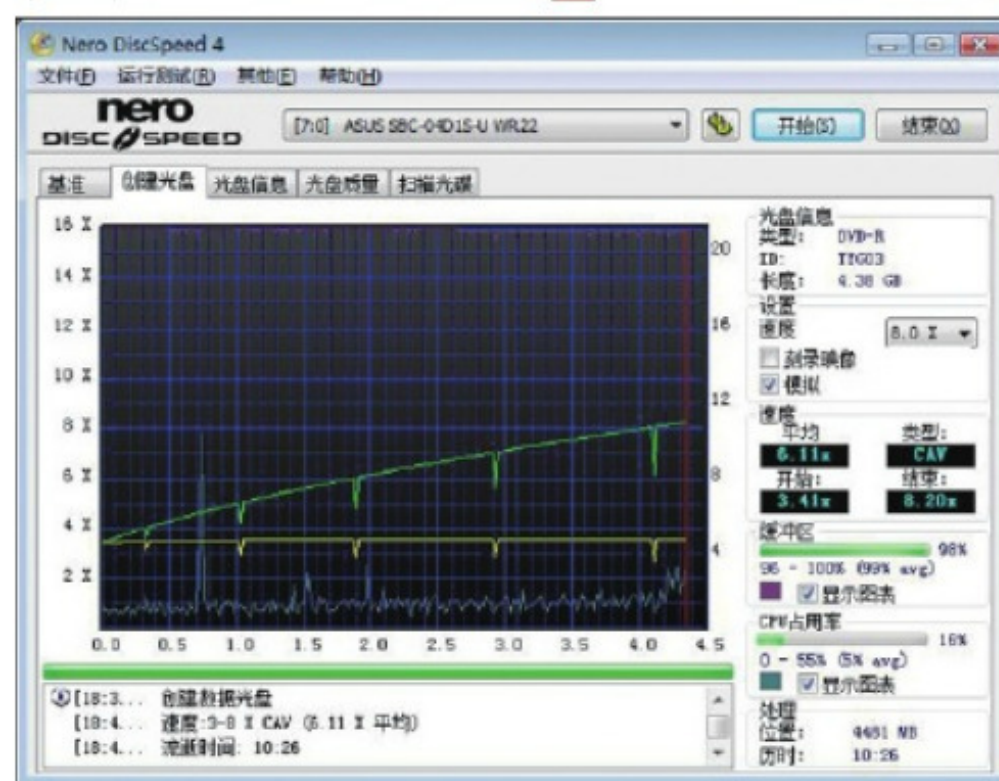 Nero DiscSpeed 4
文件(F) 运行测试(R) 其他(E) 帮助(H)
nero
DISC SPEED
[7:0] ASUS SBC-04D1S-U WR22
开始(S)
结束(X)
基准 创建光盘 光盘信息 光盘质量 扫描光碟
16 X
14 X
12 X
10 X
8 X
6 X
4 X
2 X
20
16
12
8
4
0.0 0.5 1.0 1.5 2.0 2.5 3.0 3.5 4.0 4.5
光盘信息
类型: DVD-R
ID: TYG03
长度: 4.38 GB
设置
速度 8.0 X
刻录映像
模拟
速度
平均 类型:
6.11x CAV
开始: 结束:
3.41x 8.20x
缓冲区
98%
96 - 100% (99% avg)
显示图表
CPU占用率
16%
0 - 55% (5% avg)
显示图表
处理
位置: 4481 MB
历时: 10:26
[18:3... 创建数据光盘
[18:4... 速度:3-8 X CAV (6.11 X 平均)
[18:4... 流逝时间: 10:26